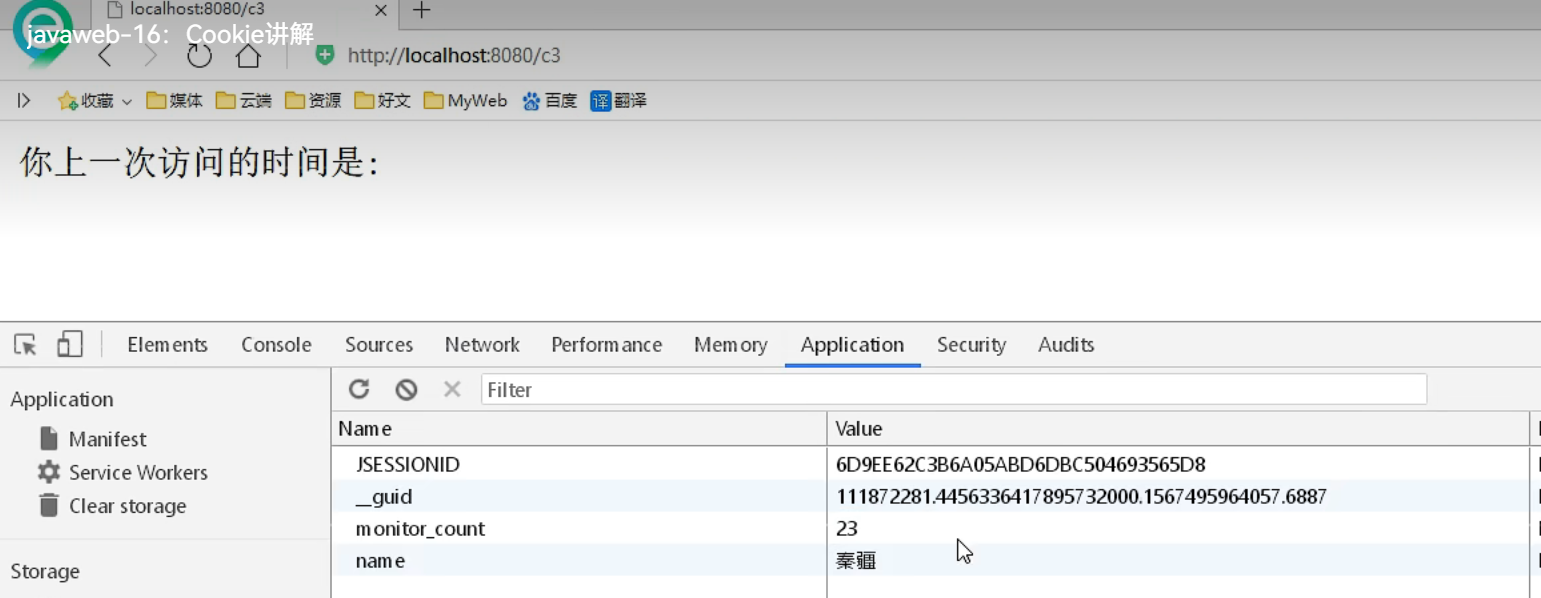 localhost:8080/c3
javaweb-16：Cookie讲解
http://localhost:8080/c3
收藏 媒体 云端 资源 好文 MyWeb 百度 译 翻译
你上一次访问的时间是:
Elements Console Sources Network Performance Memory Application Security Audits
Application
Filter
Manifest
Service Workers
Clear storage
Storage
Name Value
JSESSIONID 6D9EE62C3B6A05ABD6DBC504693565D8
__guid 111872281.4456336417895732000.1567495964057.6887
monitor_count 23
name 秦疆